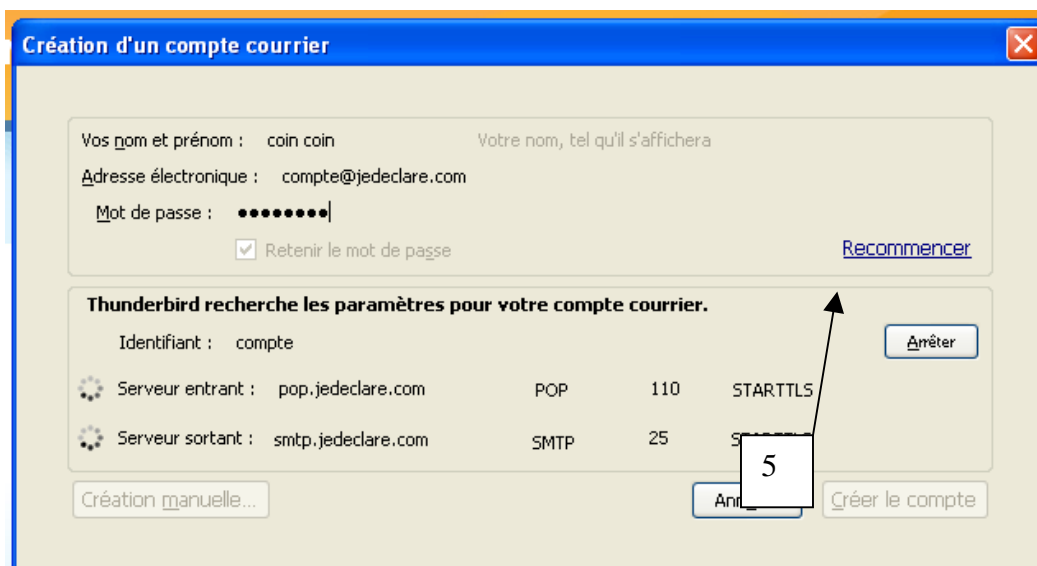 Création d'un compte courrier
Vos nom et prénom : coin coin Votre nom, tel qu'il s'affichera
Adresse électronique : compte@jedeclare.com
Mot de passe : ●●●●●●●●
Retenir le mot de passe Recommencer
Thunderbird recherche les paramètres pour votre compte courrier.
Identifiant : compte Arrêter
Serveur entrant : pop.jedeclare.com POP 110 STARTTLS
Serveur sortant : smtp.jedeclare.com SMTP 25
5
Création manuelle... Créer le compte